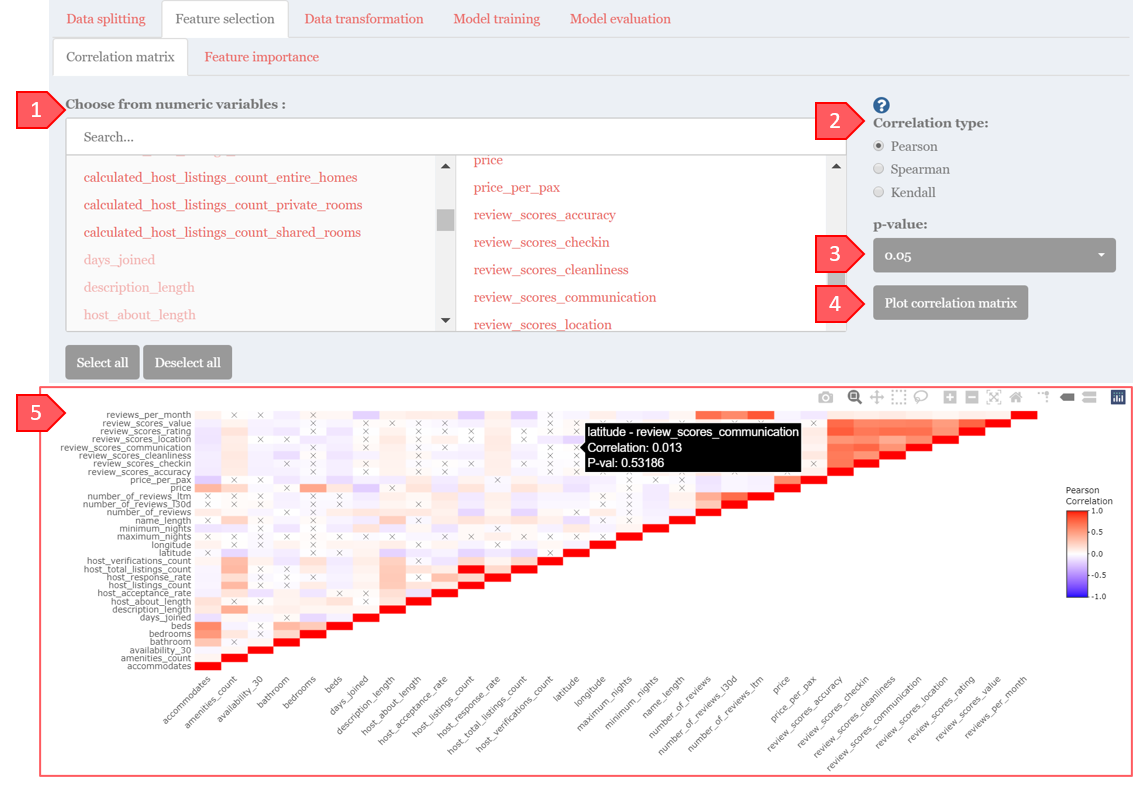 Data splitting
Feature selection
Data transformation
Model training
Model evaluation
Correlation matrix
Feature importance
1
Choose from numeric variables :
Search...
calculated_host_listings_count_entire_homes
calculated_host_listings_count_private_rooms
calculated_host_listings_count_shared_rooms
days_joined
description_length
host_about_length
price
price_per_pax
review_scores_accuracy
review_scores_checkin
review_scores_cleanliness
review_scores_communication
review_scores_location
Select all
Deselect all
?
2
Correlation type:
Pearson
Spearman
Kendall
p-value:
3
0.05
4
Plot correlation matrix
5
reviews_per_month
review_scores_value
review_scores_rating
review_scores_location
review_scores_communication
review_scores_cleanliness
review_scores_checkin
review_scores_accuracy
price_per_pax
price
number_of_reviews_ltm
number_of_reviews_l30d
number_of_reviews
name_length
minimum_nights
maximum_nights
longitude
latitude
host_verifications_count
host_total_listings_count
host_response_rate
host_listings_count
host_acceptance_rate
host_about_length
description_length
days_joined
beds
bedrooms
bathroom
availability_30
amenities_count
accommodates
latitude - review_scores_communication
Correlation: 0.013
P-val: 0.53186
Pearson
Correlation
1.0
0.5
0.0
-0.5
-1.0
accommodates
amenities_count
availability_30
bathroom
bedrooms
beds
days_joined
description_length
host_about_length
host_acceptance_rate
host_listings_count
host_response_rate
host_total_listings_count
host_verifications_count
latitude
longitude
maximum_nights
minimum_nights
name_length
number_of_reviews
number_of_reviews_l30d
number_of_reviews_ltm
price
price_per_pax
review_scores_accuracy
review_scores_checkin
review_scores_cleanliness
review_scores_communication
review_scores_location
review_scores_rating
review_scores_value
reviews_per_month